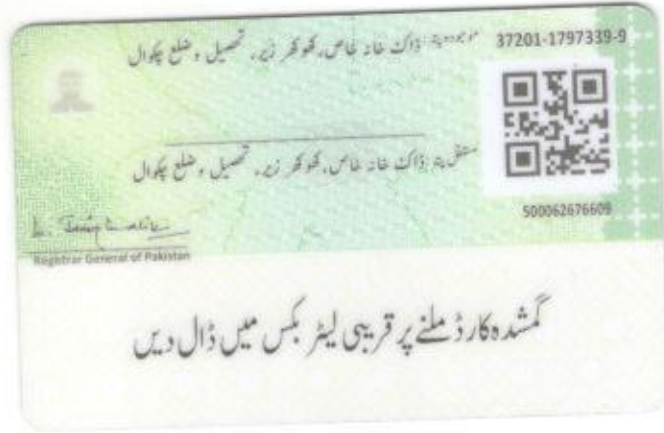 37201-1797339-9
موجودہ پتہ: ڈاک خانہ خاص، کھوکھر زیر، تحصیل و ضلع چکوال
مستقل پتہ: ڈاک خانہ خاص، کھوکھر زیر، تحصیل و ضلع چکوال
500062676609
Registrar General of Pakistan
گمشدہ کارڈ ملنے پر قریبی لیٹر بکس میں ڈال دیں